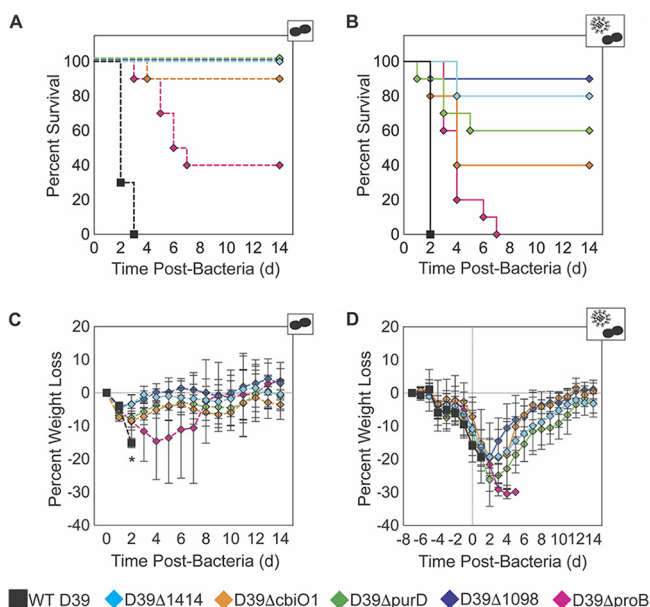 A
B
Percent Survival
100
80
60
40
20
0
0 2 4 6 8 10 12 14
Time Post-Bacteria (d)
Percent Survival
100
80
60
40
20
0
0 2 4 6 8 10 12 14
Time Post-Bacteria (d)
C
D
Percent Weight Loss
20
10
0
-10
-20
-30
-40
*
0 2 4 6 8 10 12 14
Time Post-Bacteria (d)
Percent Weight Loss
20
10
0
-10
-20
-30
-40
-8 -6 -4 -2 0 2 4 6 8 10 12 14
Time Post-Bacteria (d)
WT D39 D39Δ1414 D39ΔcbiO1 D39ΔpurD D39Δ1098 D39ΔproB